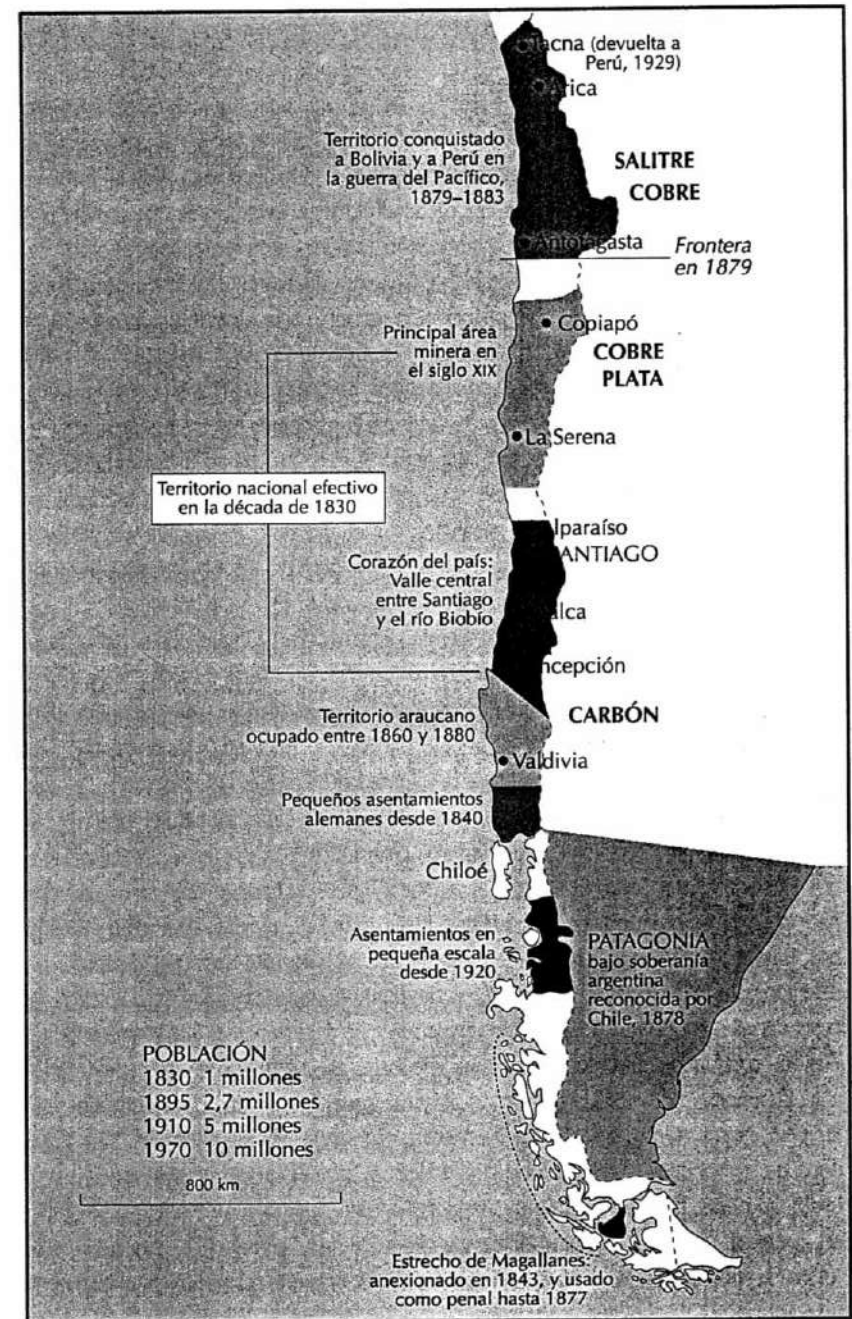 Tacna (devuelta a
Perú, 1929)
Arica
Territorio conquistado
a Bolivia y a Perú en
la guerra del Pacífico,
1879–1883
SALITRE
COBRE
Antofagasta
Frontera
en 1879
Copiapó
Principal área
minera en
el siglo XIX
COBRE
PLATA
La Serena
Territorio nacional efectivo
en la década de 1830
lparaíso
ANTIAGO
Corazón del país:
Valle central
entre Santiago
y el río Biobío
alca
ncepción
CARBÓN
Territorio araucano
ocupado entre 1860 y 1880
Valdivia
Pequeños asentamientos
alemanes desde 1840
Chiloé
Asentamientos en
pequeña escala
desde 1920
PATAGONIA
bajo soberanía
argentina
reconocida por
Chile, 1878
POBLACIÓN
1830 1 millones
1895 2,7 millones
1910 5 millones
1970 10 millones
800 km
Estrecho de Magallanes:
anexionado en 1843, y usado
como penal hasta 1877